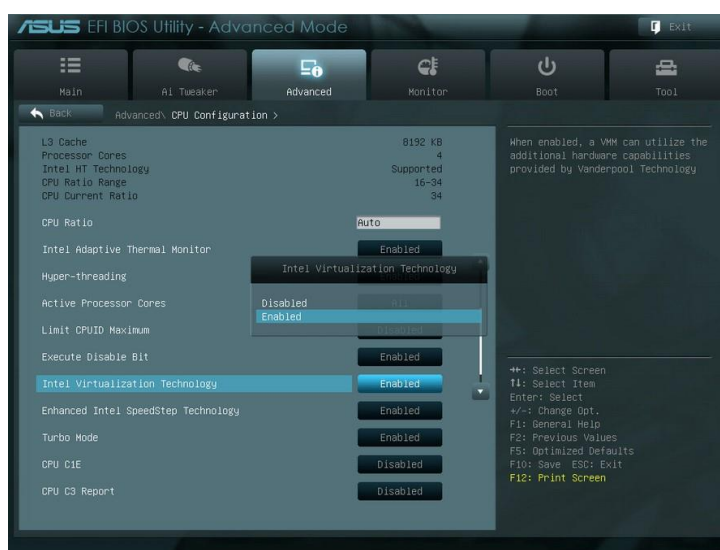 ASUS EFI BIOS Utility - Advanced Mode
Exit
Main
Ai Tweaker
Advanced
Monitor
Boot
Tool
Back
Advanced\ CPU Configuration >
L3 Cache 8192 KB
Processor Cores 4
Intel HT Technology Supported
CPU Ratio Range 16-34
CPU Current Ratio 34
CPU Ratio Auto
Intel Adaptive Thermal Monitor Enabled
Hyper-threading
Active Processor Cores All
Limit CPUID Maximum Disabled
Execute Disable Bit Enabled
Intel Virtualization Technology Enabled
Enhanced Intel SpeedStep Technology Enabled
Turbo Mode Enabled
CPU C1E Disabled
CPU C3 Report Disabled
Intel Virtualization Technology
Disabled
Enabled
When enabled, a VMM can utilize the
additional hardware capabilities
provided by Vanderpool Technology
→←: Select Screen
↑↓: Select Item
Enter: Select
+/-: Change Opt.
F1: General Help
F2: Previous Values
F5: Optimized Defaults
F10: Save ESC: Exit
F12: Print Screen